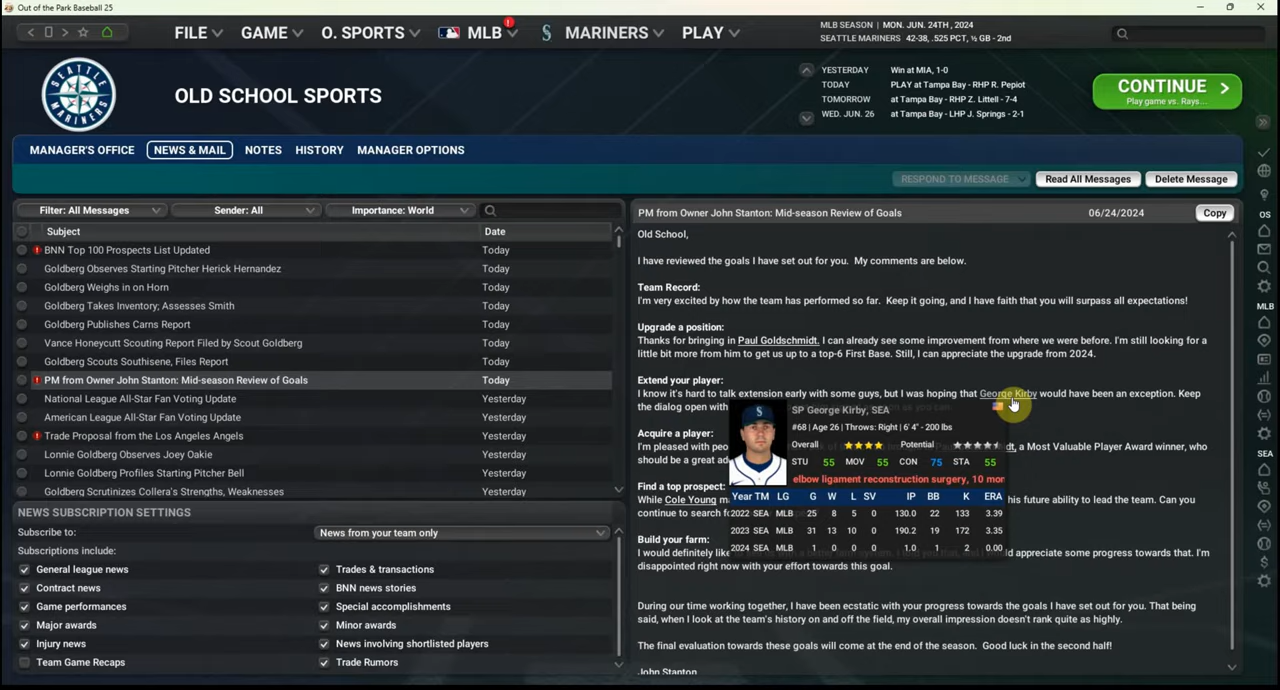 Out of the Park Baseball 25
FILE GAME O. SPORTS MLB MARINERS PLAY
MLB SEASON | MON. JUN. 24TH, 2024
SEATTLE MARINERS 42-38, .525 PCT, ½ GB - 2nd
SEATTLE
MARINERS
OLD SCHOOL SPORTS
YESTERDAY Win at MIA, 1-0
TODAY PLAY at Tampa Bay - RHP R. Pepiot
TOMORROW at Tampa Bay - RHP Z. Littell - 7-4
WED. JUN. 26 at Tampa Bay - LHP J. Springs - 2-1
CONTINUE
Play game vs. Rays...
MANAGER'S OFFICE NEWS & MAIL NOTES HISTORY MANAGER OPTIONS
RESPOND TO MESSAGE Read All Messages Delete Message
Filter: All Messages Sender: All Importance: World
Subject Date
BNN Top 100 Prospects List Updated Today
Goldberg Observes Starting Pitcher Herick Hernandez Today
Goldberg Weighs in on Horn Today
Goldberg Takes Inventory; Assesses Smith Today
Goldberg Publishes Carns Report Today
Vance Honeycutt Scouting Report Filed by Scout Goldberg Today
Goldberg Scouts Southisene, Files Report Today
PM from Owner John Stanton: Mid-season Review of Goals Today
National League All-Star Fan Voting Update Yesterday
American League All-Star Fan Voting Update Yesterday
Trade Proposal from the Los Angeles Angels Yesterday
Lonnie Goldberg Observes Joey Oakie Yesterday
Lonnie Goldberg Profiles Starting Pitcher Bell Yesterday
Goldberg Scrutinizes Collera's Strengths, Weaknesses Yesterday
NEWS SUBSCRIPTION SETTINGS
Subscribe to: News from your team only
Subscriptions include:
General league news Trades & transactions
Contract news BNN news stories
Game performances Special accomplishments
Major awards Minor awards
Injury news News involving shortlisted players
Team Game Recaps Trade Rumors
PM from Owner John Stanton: Mid-season Review of Goals 06/24/2024 Copy
Old School,
I have reviewed the goals I have set out for you. My comments are below.
Team Record:
I'm very excited by how the team has performed so far. Keep it going, and I have faith that you will surpass all expectations!
Upgrade a position:
Thanks for bringing in Paul Goldschmidt. I can already see some improvement from where we were before. I'm still looking for a
little bit more from him to get us up to a top-6 First Base. Still, I can appreciate the upgrade from 2024.
Extend your player:
I know it's hard to talk extension early with some guys, but I was hoping that George Kirby would have been an exception. Keep
the dialog open with
Acquire a player:
I'm pleased with peo dt, a Most Valuable Player Award winner, who
should be a great ad
Find a top prospect:
While Cole Young m his future ability to lead the team. Can you
continue to search f
Build your farm:
I would definitely lik ld appreciate some progress towards that. I'm
disappointed right now with your effort towards this goal.
During our time working together, I have been ecstatic with your progress towards the goals I have set out for you. That being
said, when I look at the team's history on and off the field, my overall impression doesn't rank quite as highly.
The final evaluation towards these goals will come at the end of the season. Good luck in the second half!
John Stanton
SP George Kirby, SEA
#68 | Age 26 | Throws: Right | 6' 4" - 200 lbs
Overall Potential
STU 55 MOV 55 CON 75 STA 55
elbow ligament reconstruction surgery, 10 mon
Year TM LG G W L SV IP BB K ERA
2022 SEA MLB 25 8 5 0 130.0 22 133 3.39
2023 SEA MLB 31 13 10 0 190.2 19 172 3.35
2024 SEA MLB 1 0 0 0 1.0 1 2 0.00
OS
MLB
SEA